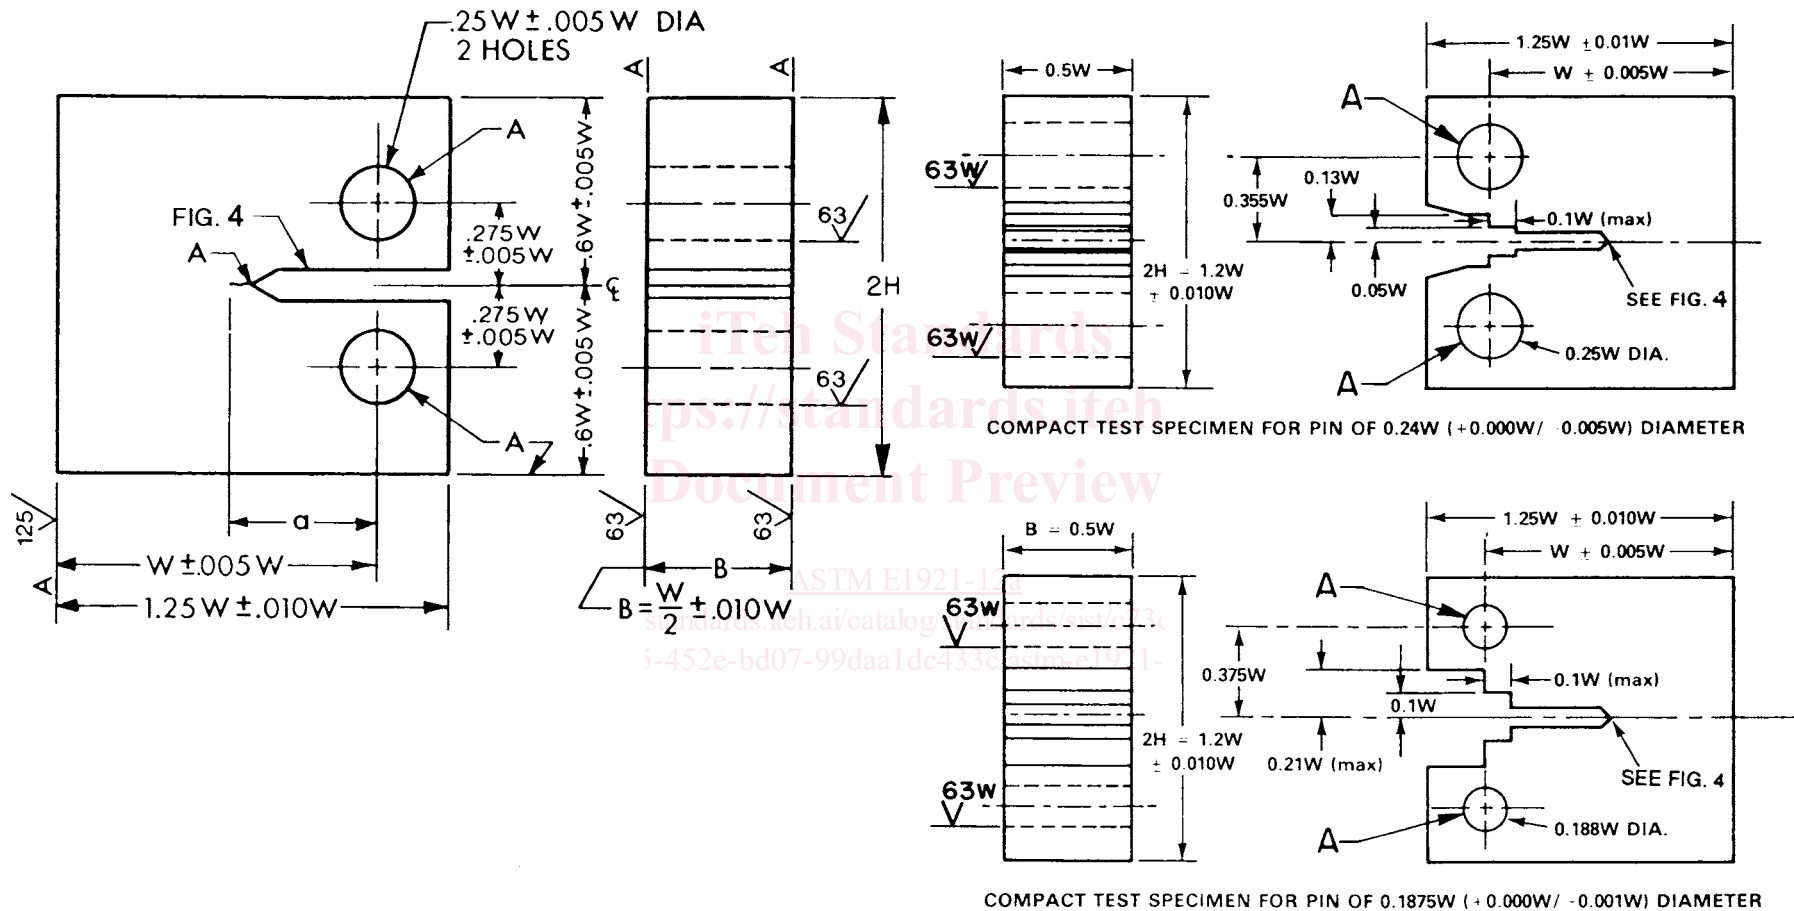 .25W ± .005W DIA
2 HOLES
A
FIG. 4
A
.275W
±.005W
.6W±.005W
℄
.275W
±.005W
.6W±.005W
A
a
125
W ±.005W
A
1.25W ±.010W
A
A
63
63
2H
63
63
B
B = W/2 ± .010W
0.5W
63W
63W
2H = 1.2W
± 0.010W
1.25W ± 0.01W
W ± 0.005W
A
0.13W
0.355W
0.1W (max)
0.05W
SEE FIG. 4
0.25W DIA.
A
COMPACT TEST SPECIMEN FOR PIN OF 0.24W (+0.000W/ -0.005W) DIAMETER
B = 0.5W
63W
63W
2H = 1.2W
± 0.010W
1.25W ± 0.010W
W ± 0.005W
A
0.375W
0.1W (max)
0.1W
0.21W (max)
SEE FIG. 4
0.188W DIA.
A
COMPACT TEST SPECIMEN FOR PIN OF 0.1875W (+0.000W/ -0.001W) DIAMETER
iTeh Standards
tps://standards.iteh
Document Preview
ASTM E1921-13a